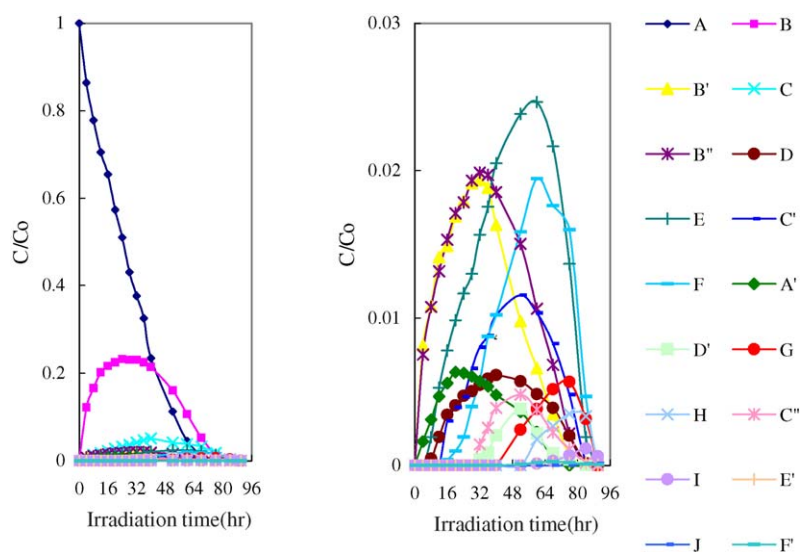 1
0.8
0.6
0.4
0.2
0
C/Co
0 16 32 48 64 80 96
Irradiation time(hr)
0.03
0.02
0.01
0
C/Co
0 16 32 48 64 80 96
Irradiation time(hr)
A B
B' C
B" D
E C'
F A'
D' G
H C"
I E'
J F'